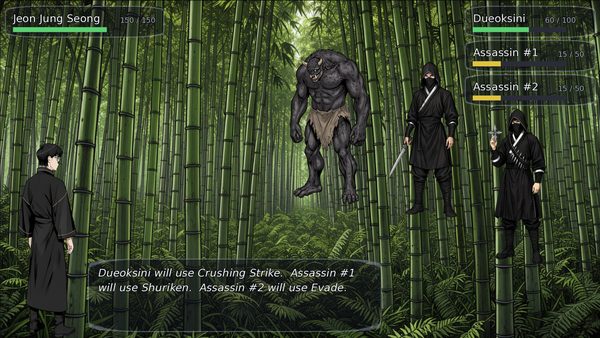 Jeon Jung Seong 150 / 150
Dueoksini 60 / 100
Assassin #1 15 / 50
Assassin #2 15 / 50
Dueoksini will use Crushing Strike. Assassin #1
will use Shuriken. Assassin #2 will use Evade.